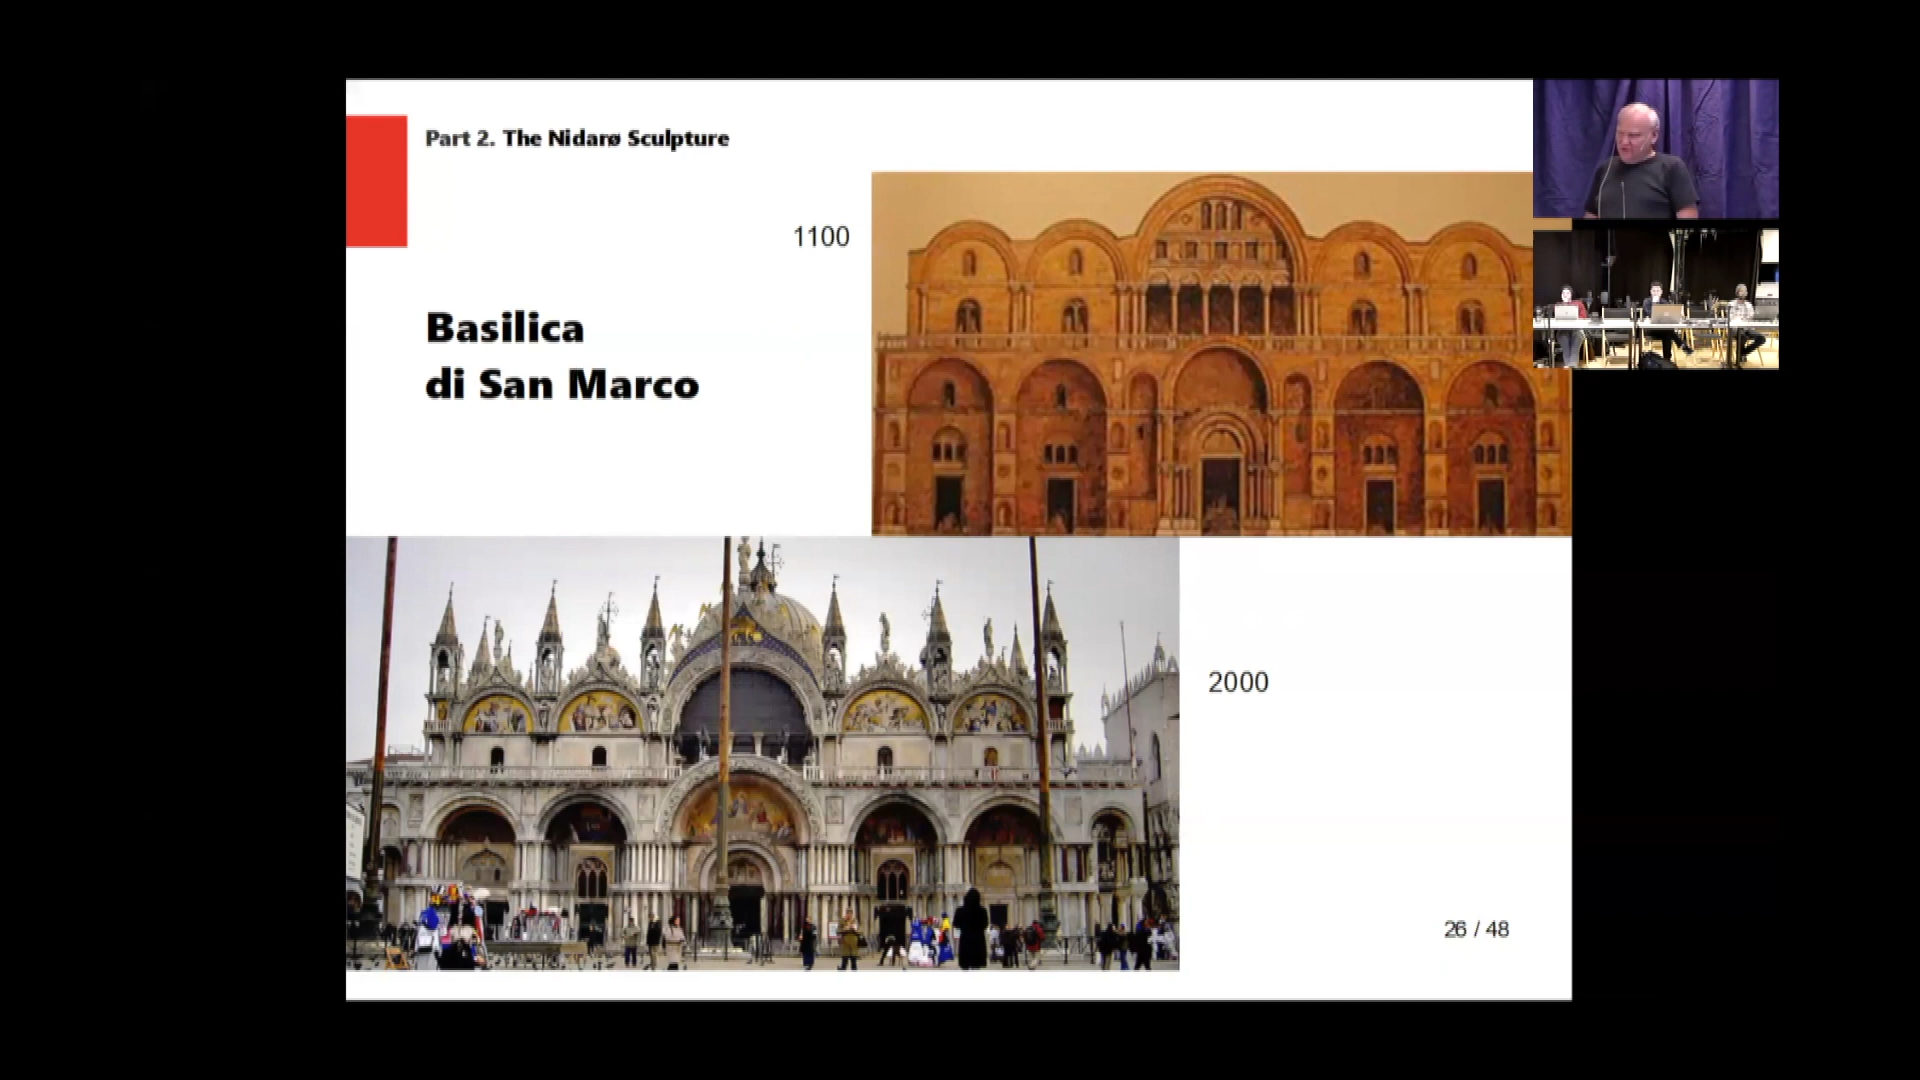 Part 2. The Nidarø Sculpture
1100
Basilica
di San Marco
2000
26 / 48